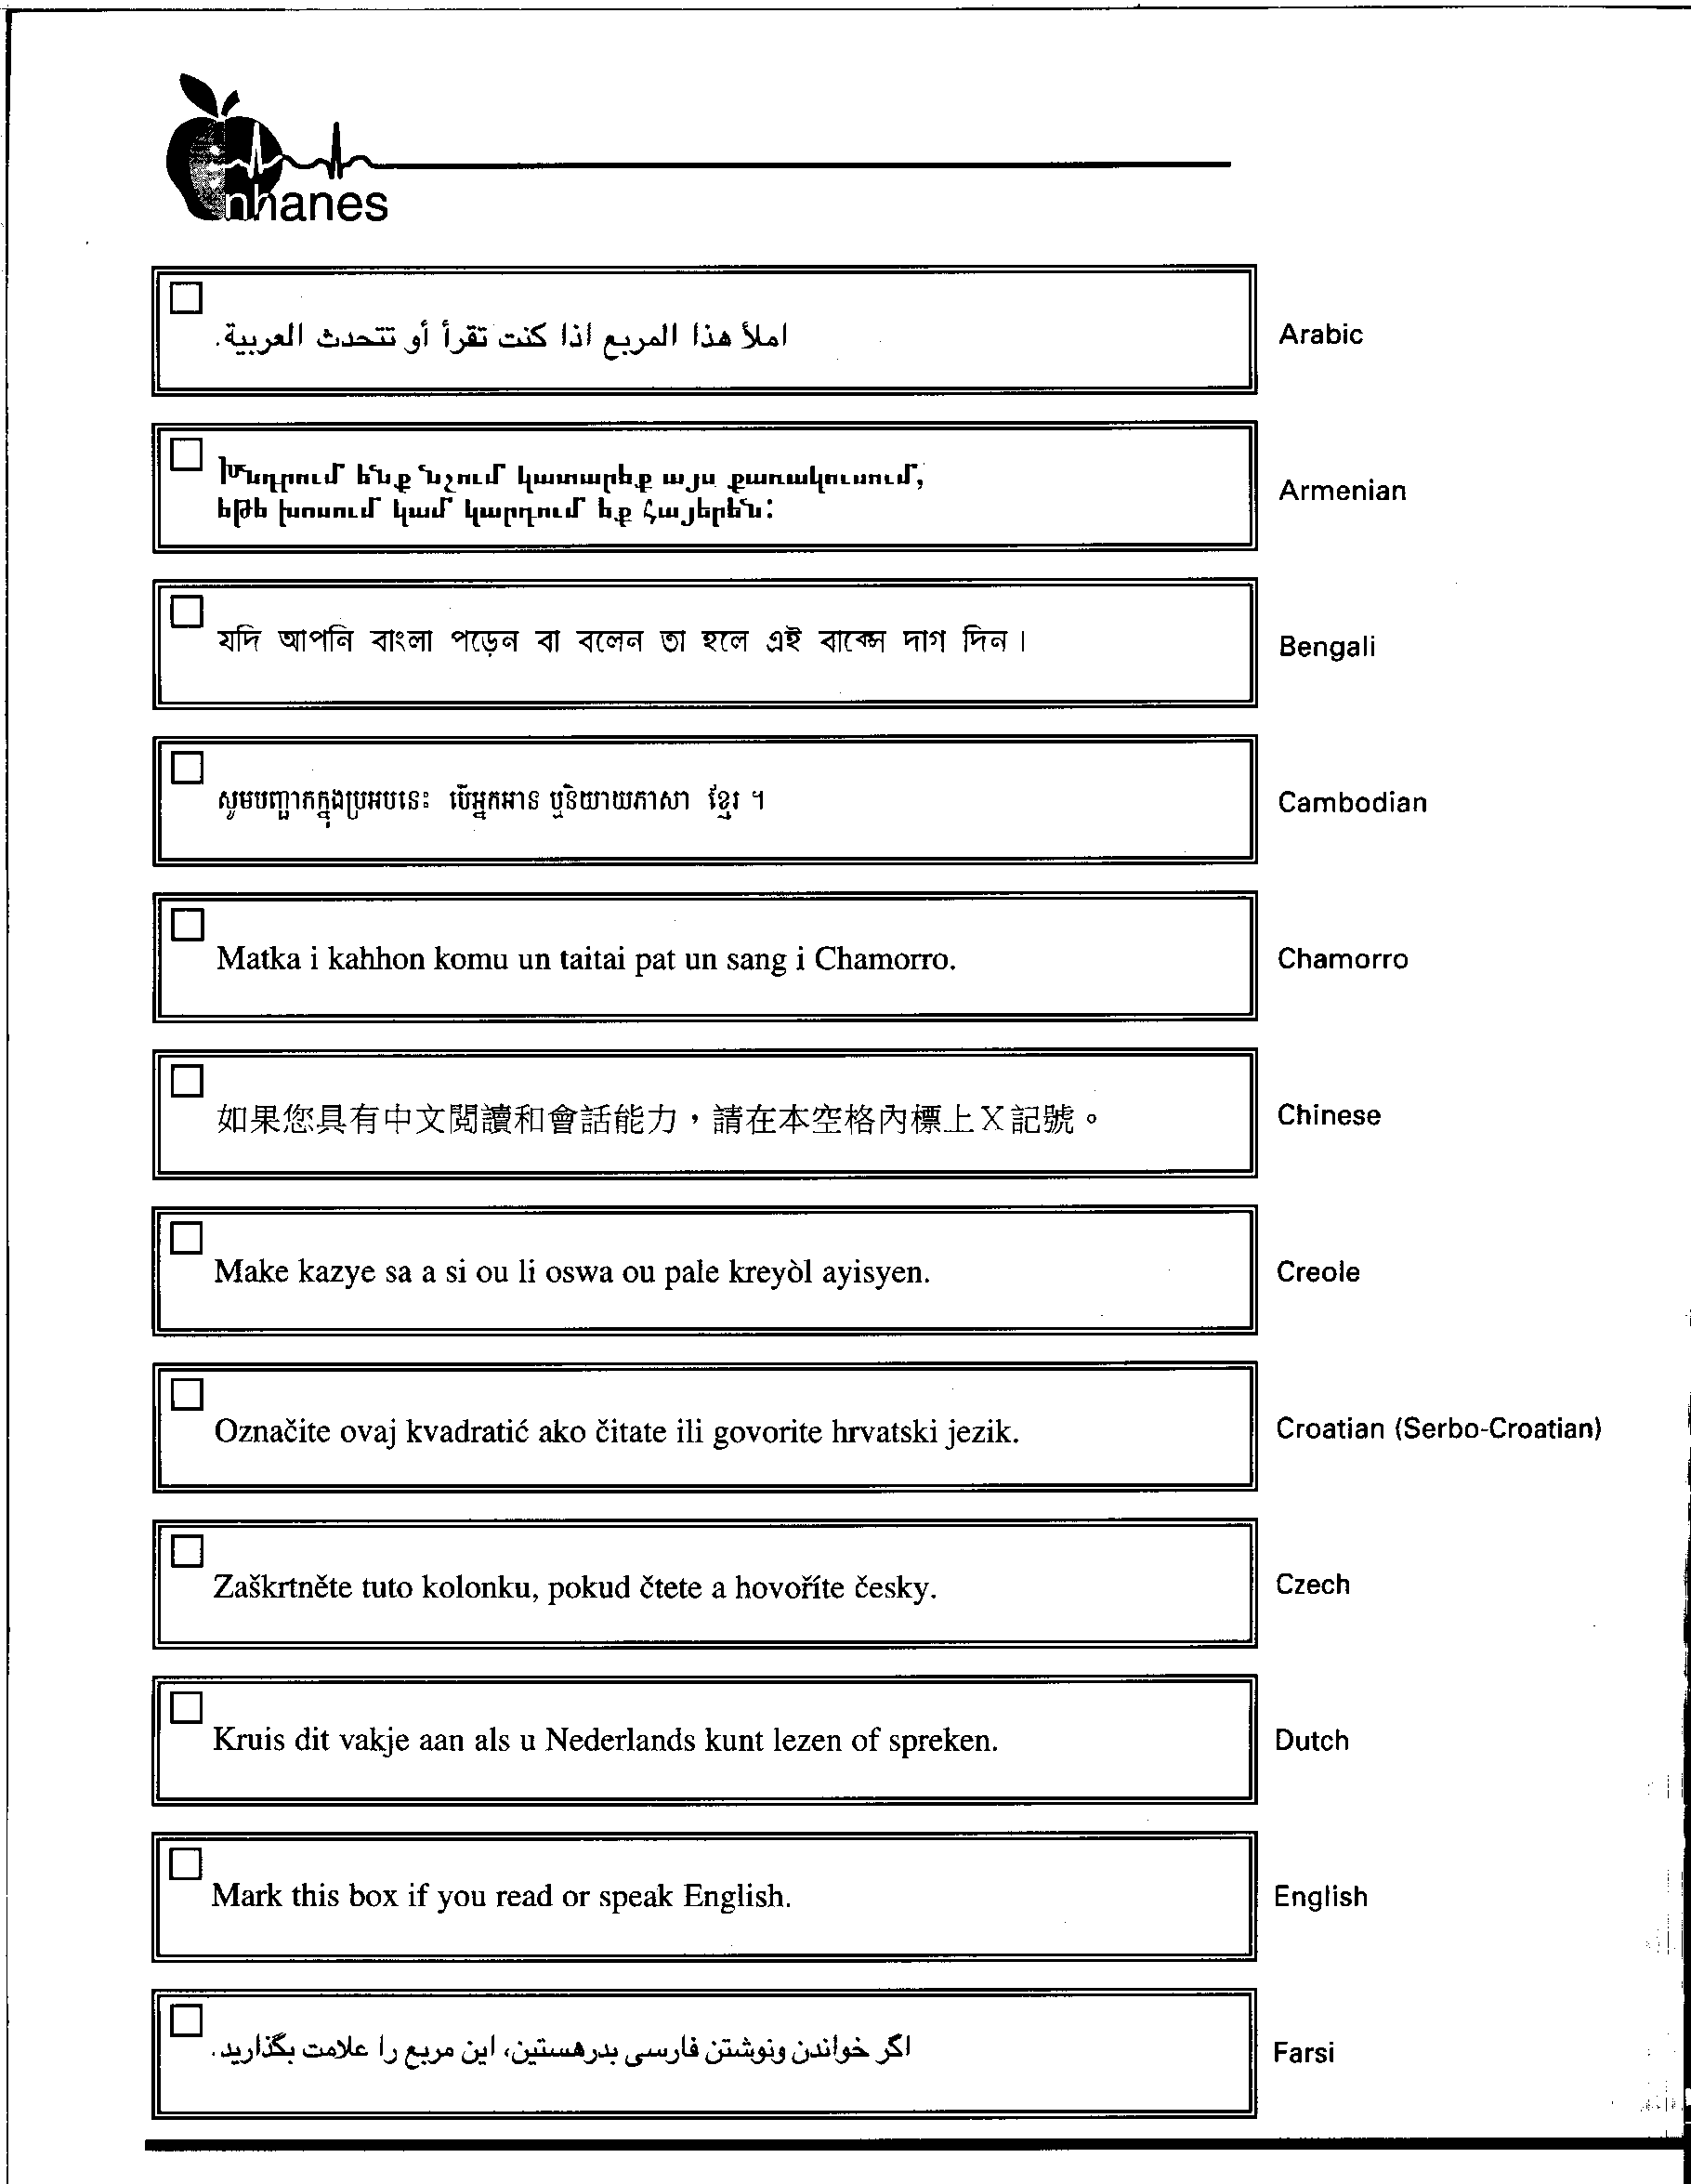 nhanes
املأ هذا المربع اذا كنت تقرأ أو تتحدث العربية.
Arabic
Խնդրում ենք նշում կատարեք այս քառակուսում,
եթե խոսում կամ կարդում եք Հայերեն:
Armenian
যদি আপনি বাংলা পড়েন বা বলেন তা হলে এই বাক্সে দাগ দিন।
Bengali
សូមបញ្ជាក់ក្នុងប្រអប់នេះ បើអ្នកអាន ឬនិយាយភាសា ខ្មែរ ។
Cambodian
Matka i kahhon komu un taitai pat un sang i Chamorro.
Chamorro
如果您具有中文閱讀和會話能力，請在本空格內標上X記號。
Chinese
Make kazye sa a si ou li oswa ou pale kreyòl ayisyen.
Creole
Označite ovaj kvadratić ako čitate ili govorite hrvatski jezik.
Croatian (Serbo-Croatian)
Zaškrtněte tuto kolonku, pokud čtete a hovoříte česky.
Czech
Kruis dit vakje aan als u Nederlands kunt lezen of spreken.
Dutch
Mark this box if you read or speak English.
English
اگر خواندن ونوشتن فارسی بدرهستین، این مربع را علامت بگذارید.
Farsi